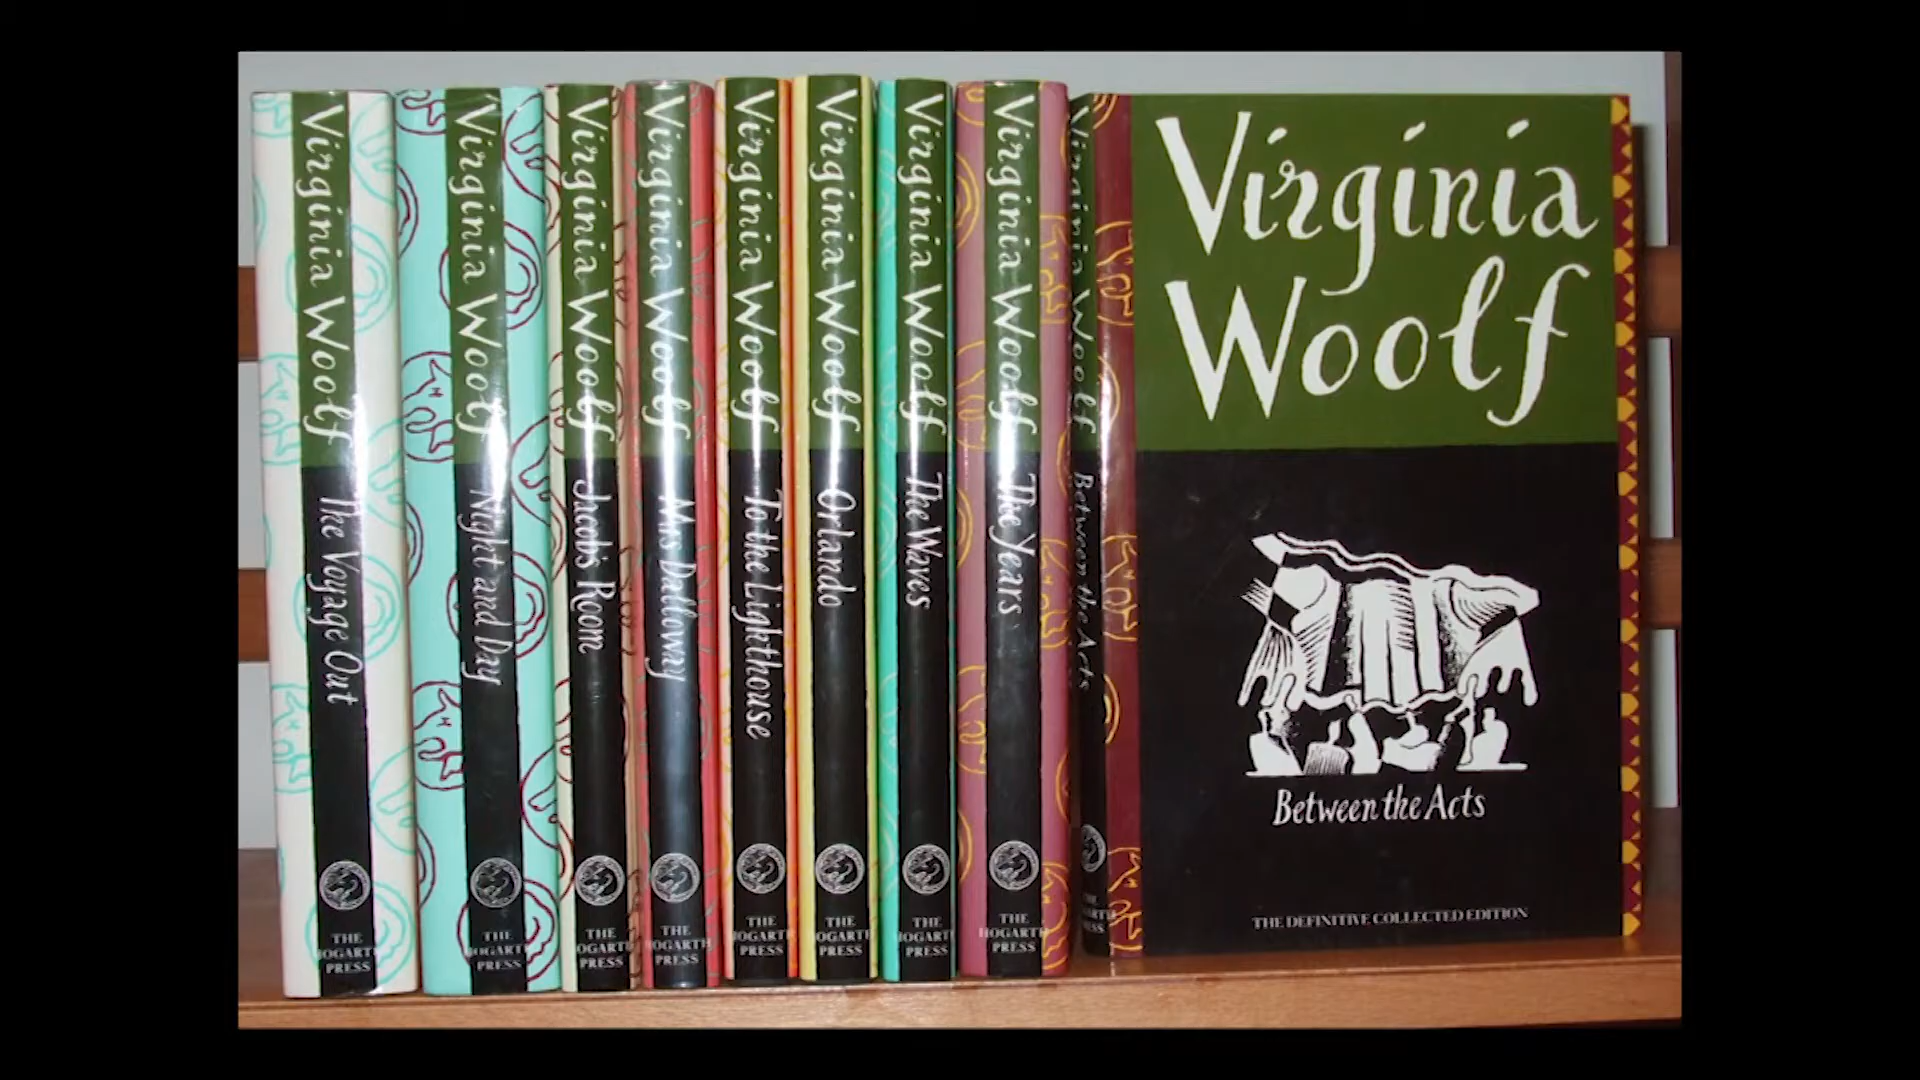 Virginia Woolf The Voyage Out
THE
HOGARTH
PRESS
Virginia Woolf Night and Day
THE
HOGARTH
PRESS
Virginia Woolf Jacob's Room
THE
HOGARTH
PRESS
Virginia Woolf Mrs Dalloway
THE
HOGARTH
PRESS
Virginia Woolf To the Lighthouse
THE
HOGARTH
PRESS
Virginia Woolf Orlando
THE
HOGARTH
PRESS
Virginia Woolf The Waves
THE
HOGARTH
PRESS
Virginia Woolf The Years
THE
HOGARTH
PRESS
Virginia Woolf Between the Acts
THE
HOGARTH
PRESS
Virginia
Woolf
Between the Acts
THE DEFINITIVE COLLECTED EDITION